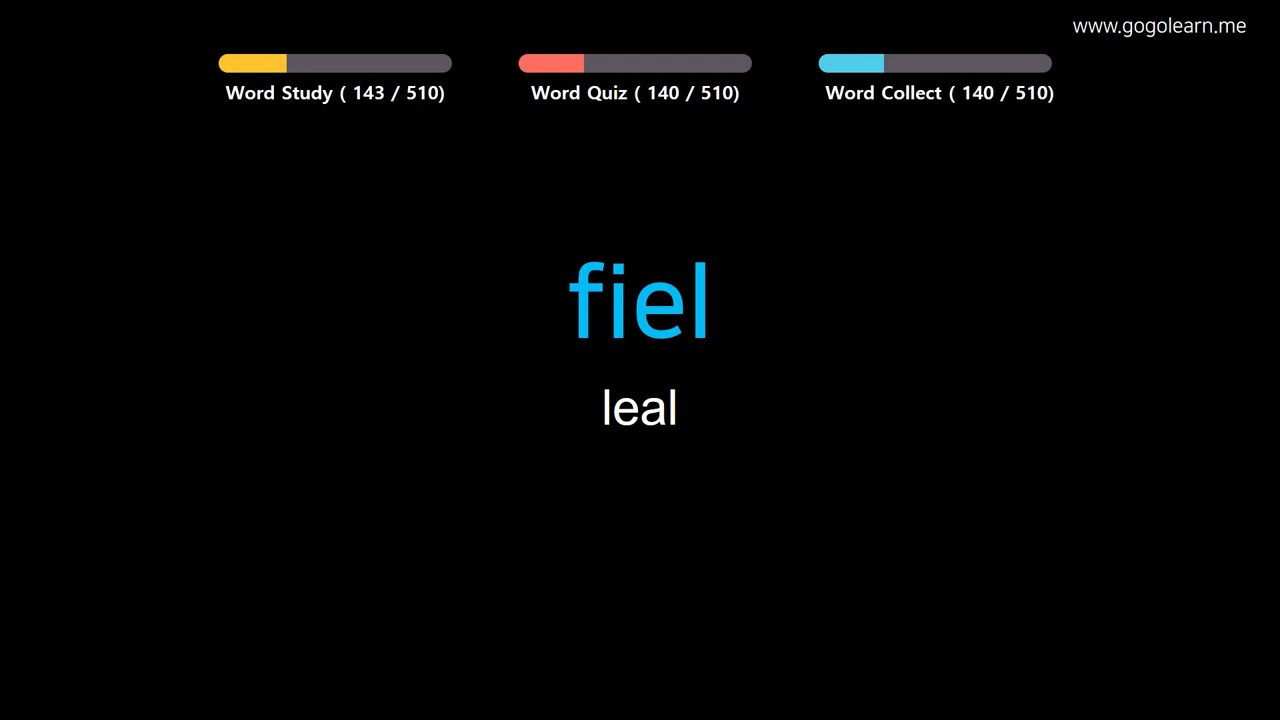 www.gogolearn.me
Word Study ( 143 / 510)
Word Quiz ( 140 / 510)
Word Collect ( 140 / 510)
fiel
leal